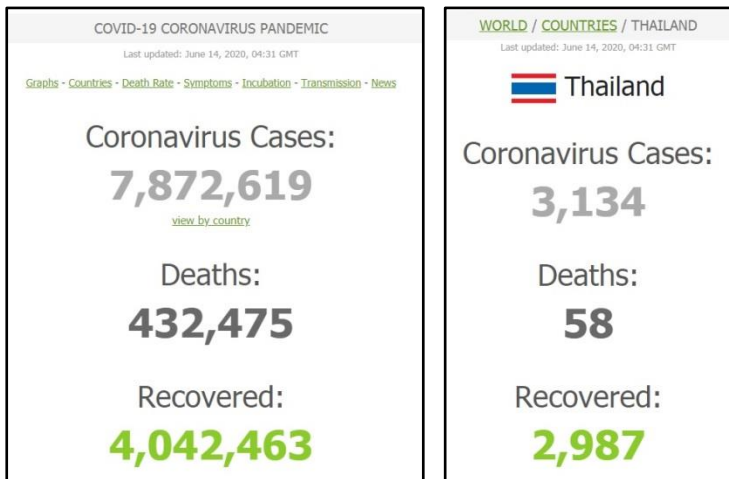 COVID-19 CORONAVIRUS PANDEMIC
Last updated: June 14, 2020, 04:31 GMT
Graphs - Countries - Death Rate - Symptoms - Incubation - Transmission - News
Coronavirus Cases:
7,872,619
view by country
Deaths:
432,475
Recovered:
4,042,463
WORLD / COUNTRIES / THAILAND
Last updated: June 14, 2020, 04:31 GMT
Thailand
Coronavirus Cases:
3,134
Deaths:
58
Recovered:
2,987